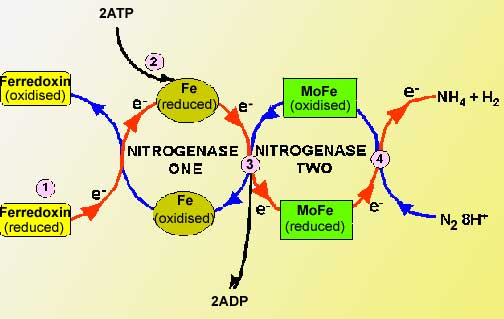 2ATP
2
Ferredoxin
(oxidised)
e-
Fe
(reduced)
e-
e-
MoFe
(oxidised)
e-
NH4 + H2
NITROGENASE
ONE
3
NITROGENASE
TWO
4
1
e-
Ferredoxin
(reduced)
Fe
(oxidised)
e-
MoFe
(reduced)
e-
N2 8H+
2ADP